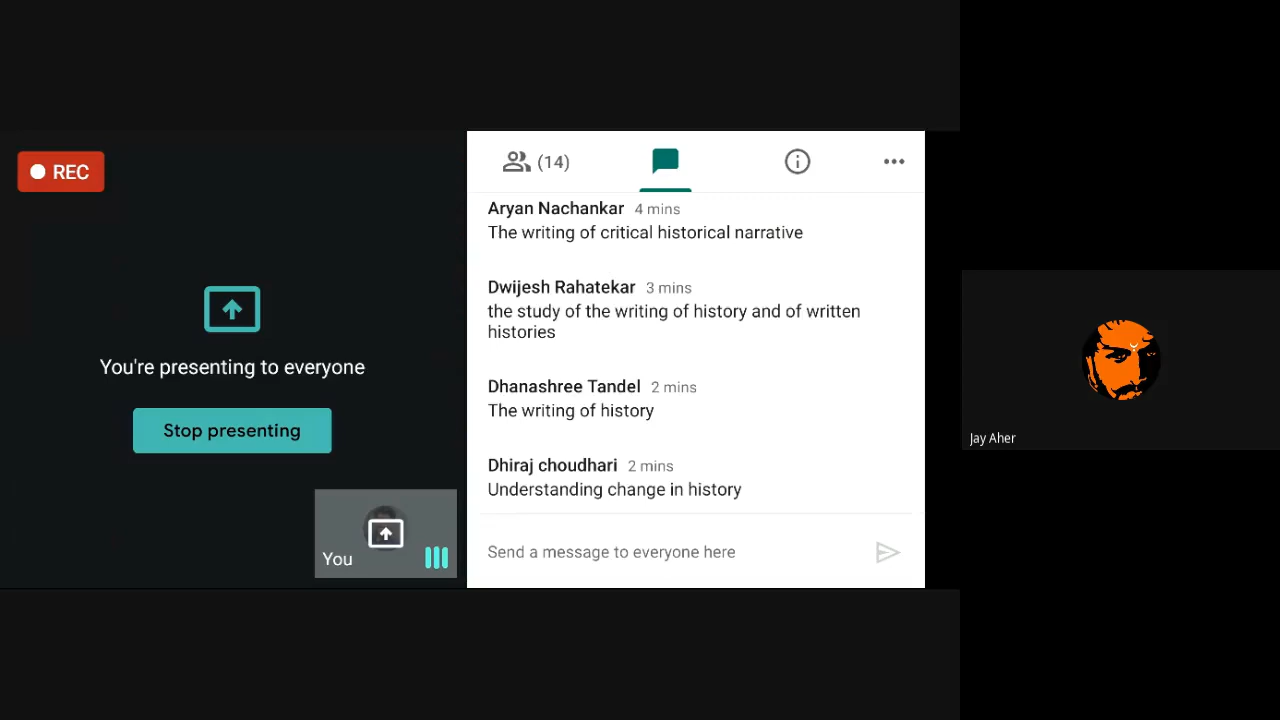 REC
You're presenting to everyone
Stop presenting
You
(14)
Aryan Nachankar 4 mins
The writing of critical historical narrative
Dwijesh Rahatekar 3 mins
the study of the writing of history and of written
histories
Dhanashree Tandel 2 mins
The writing of history
Dhiraj choudhari 2 mins
Understanding change in history
Send a message to everyone here
Jay Aher